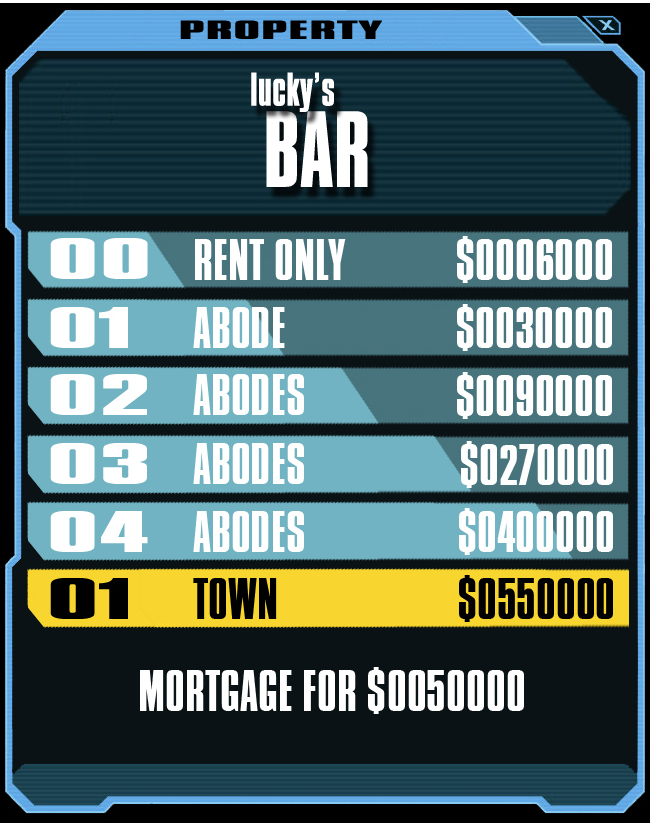 PROPERTY
X
lucky's
BAR
00 RENT ONLY $0006000
01 ABODE $0030000
02 ABODES $0090000
03 ABODES $0270000
04 ABODES $0400000
01 TOWN $0550000
MORTGAGE FOR $0050000